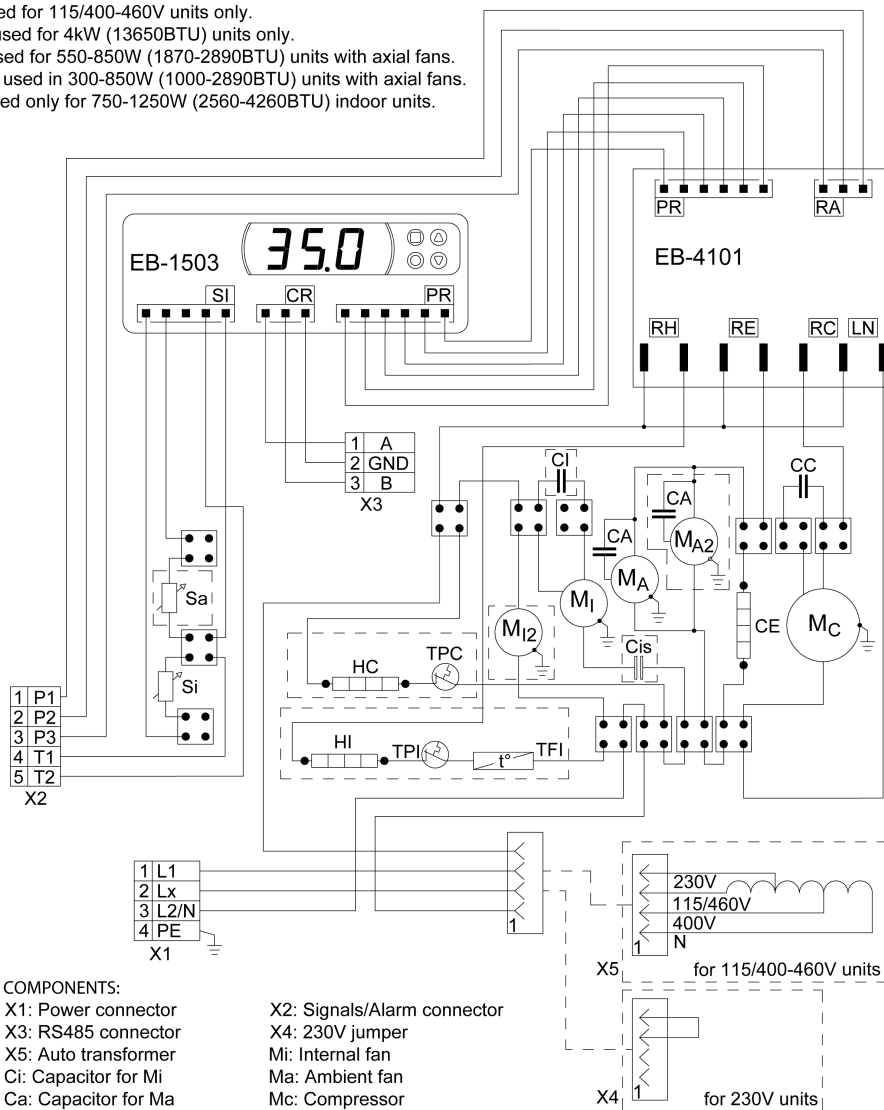 ed for 115/400-460V units only.
used for 4kW (13650BTU) units only.
sed for 550-850W (1870-2890BTU) units with axial fans.
used in 300-850W (1000-2890BTU) units with axial fans.
ed only for 750-1250W (2560-4260BTU) indoor units.
PR
RA
EB-4101
RH
RE
RC
LN
EB-1503
35.0
SI
CR
PR
1 A
2 GND
3 B
X3
Ci
CA
CA
CC
MA2
MA
MI
MI2
MC
CE
Cis
Sa
Si
HC
TPC
HI
TPI
t°
TFI
1 P1
2 P2
3 P3
4 T1
5 T2
X2
1 L1
2 Lx
3 L2/N
4 PE
X1
1
230V
115/460V
400V
N
1
X5
for 115/400-460V units
X4
1
for 230V units
COMPONENTS:
X1: Power connector
X2: Signals/Alarm connector
X3: RS485 connector
X4: 230V jumper
X5: Auto transformer
Mi: Internal fan
Ci: Capacitor for Mi
Ma: Ambient fan
Ca: Capacitor for Ma
Mc: Compressor